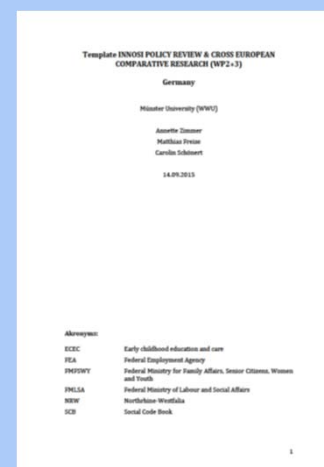 Template INNOSI POLICY REVIEW & CROSS EUROPEAN
COMPARATIVE RESEARCH (WP2+3)
Germany
Münster University (WWU)
Annette Zimmer
Matthias Freise
Carolin Schönert
14.09.2015
Akronyms:
ECEC Early childhood education and care
FEA Federal Employment Agency
FMFSWY Federal Ministry for Family Affairs, Senior Citizens, Women
and Youth
FMLSA Federal Ministry of Labour and Social Affairs
NRW Northrhine-Westfalia
SCB Social Code Book
1